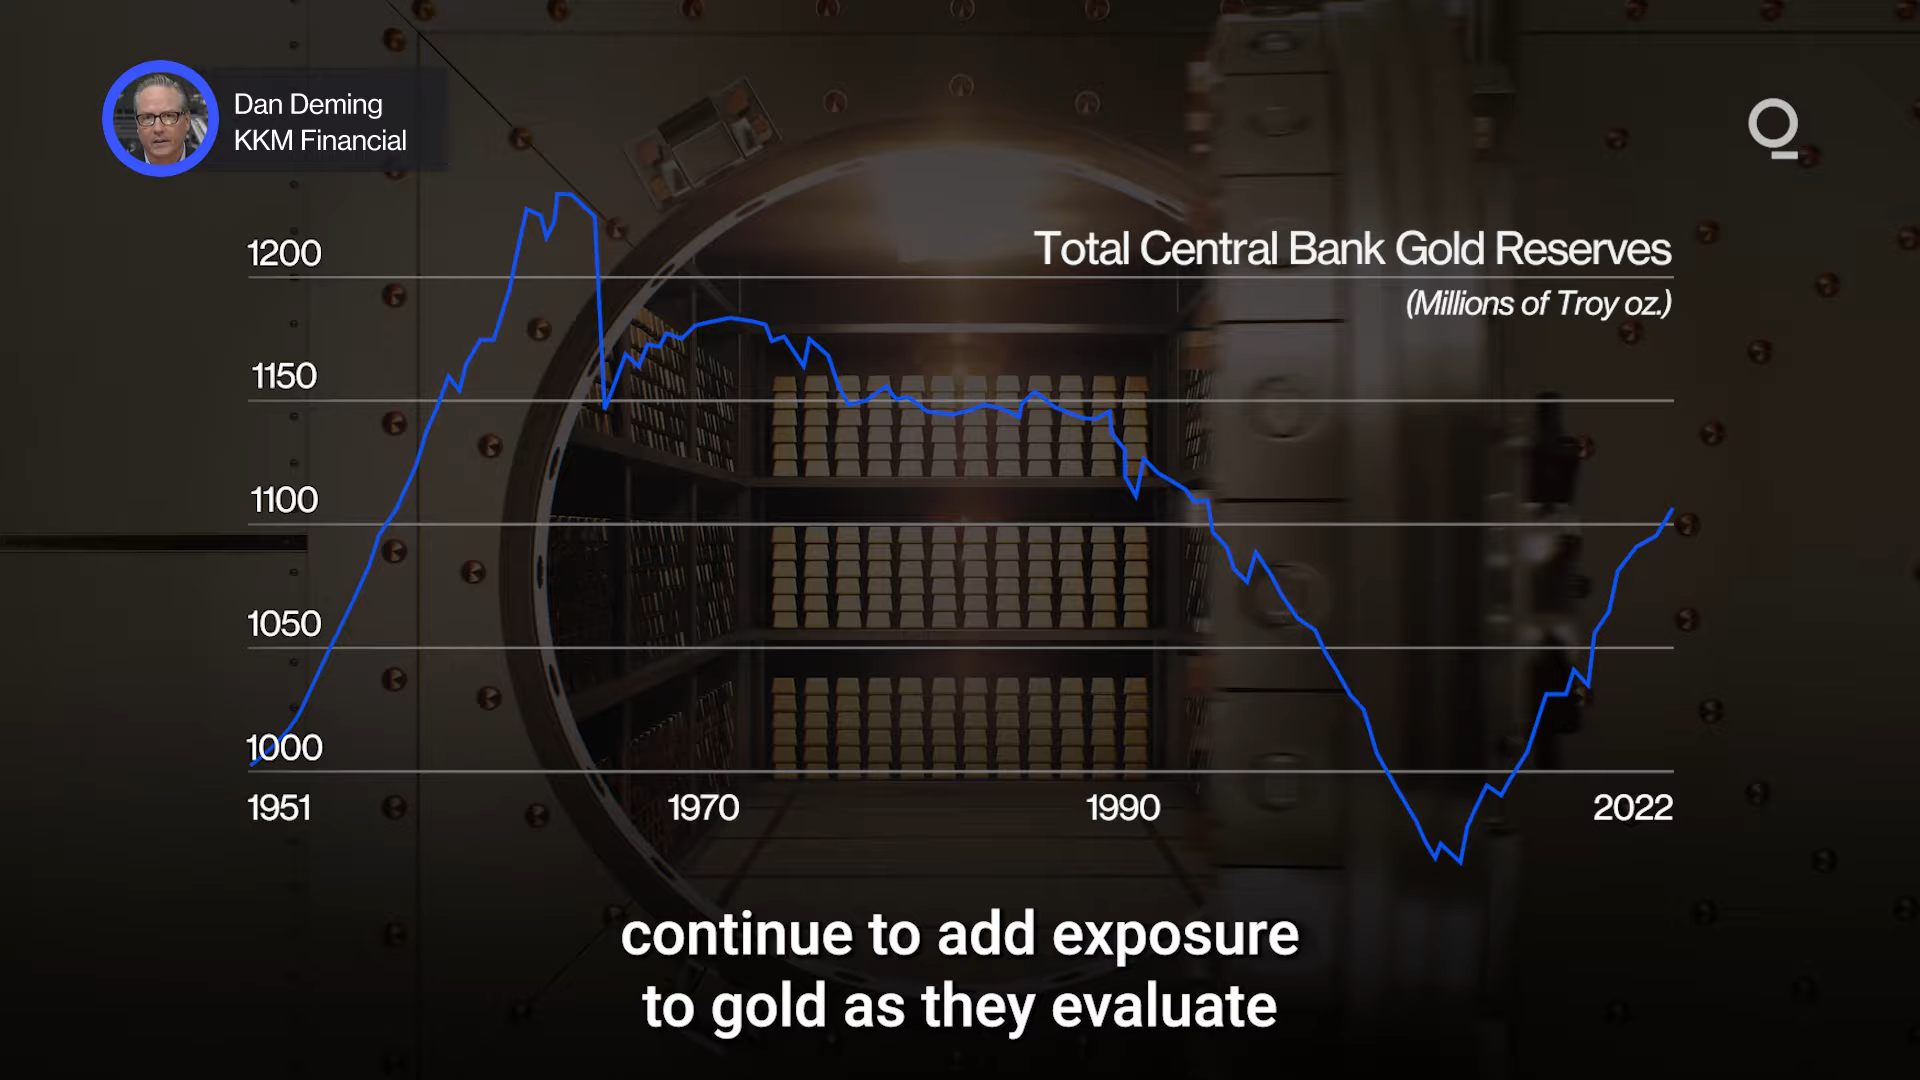 Dan Deming
KKM Financial
Total Central Bank Gold Reserves
(Millions of Troy oz.)
1200
1150
1100
1050
1000
1951 1970 1990 2022
continue to add exposure
to gold as they evaluate